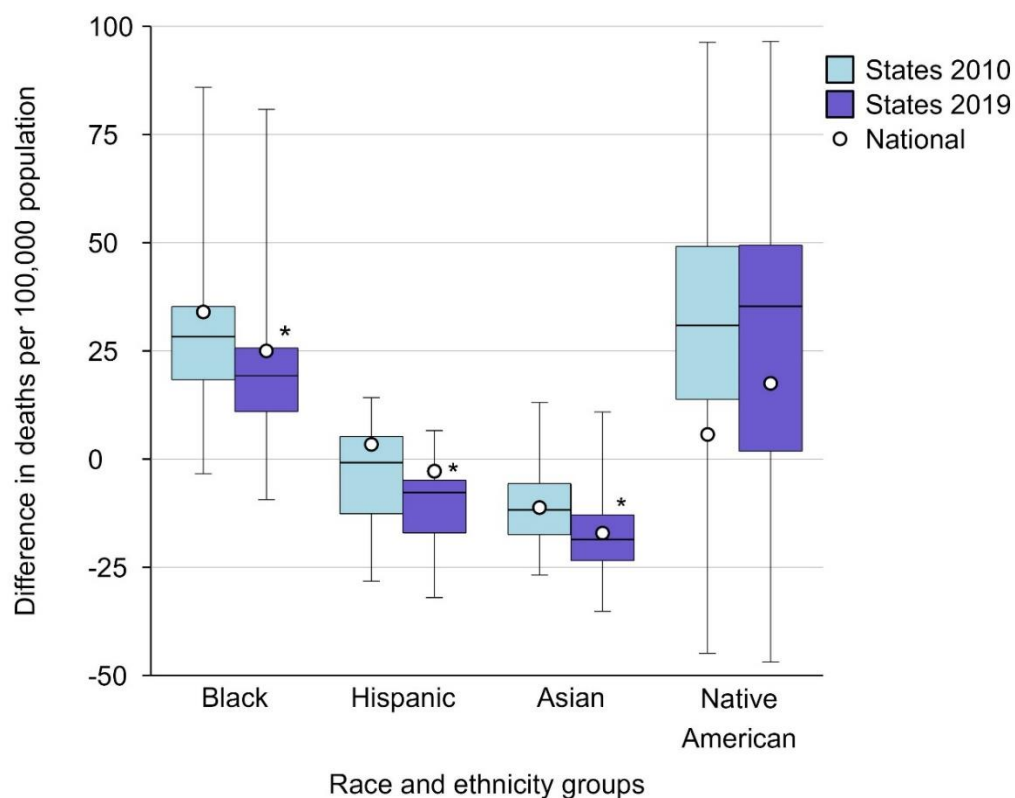 Difference in deaths per 100,000 population
100
75
50
25
0
-25
-50
*
*
*
Black
Hispanic
Asian
Native
American
Race and ethnicity groups
States 2010
States 2019
National